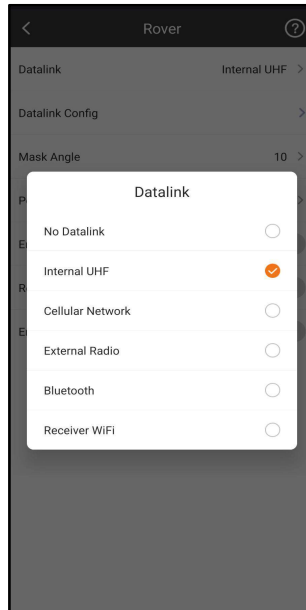 Rover
?
Datalink Internal UHF
Datalink Config
Mask Angle 10
Datalink
No Datalink
Internal UHF
Cellular Network
External Radio
Bluetooth
Receiver WiFi